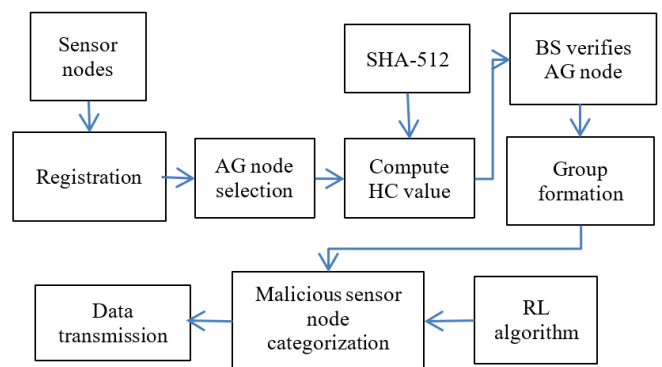 Sensor
nodes
SHA-512
BS verifies
AG node
Registration
AG node
selection
Compute
HC value
Group
formation
Data
transmission
Malicious sensor
node
categorization
RL
algorithm